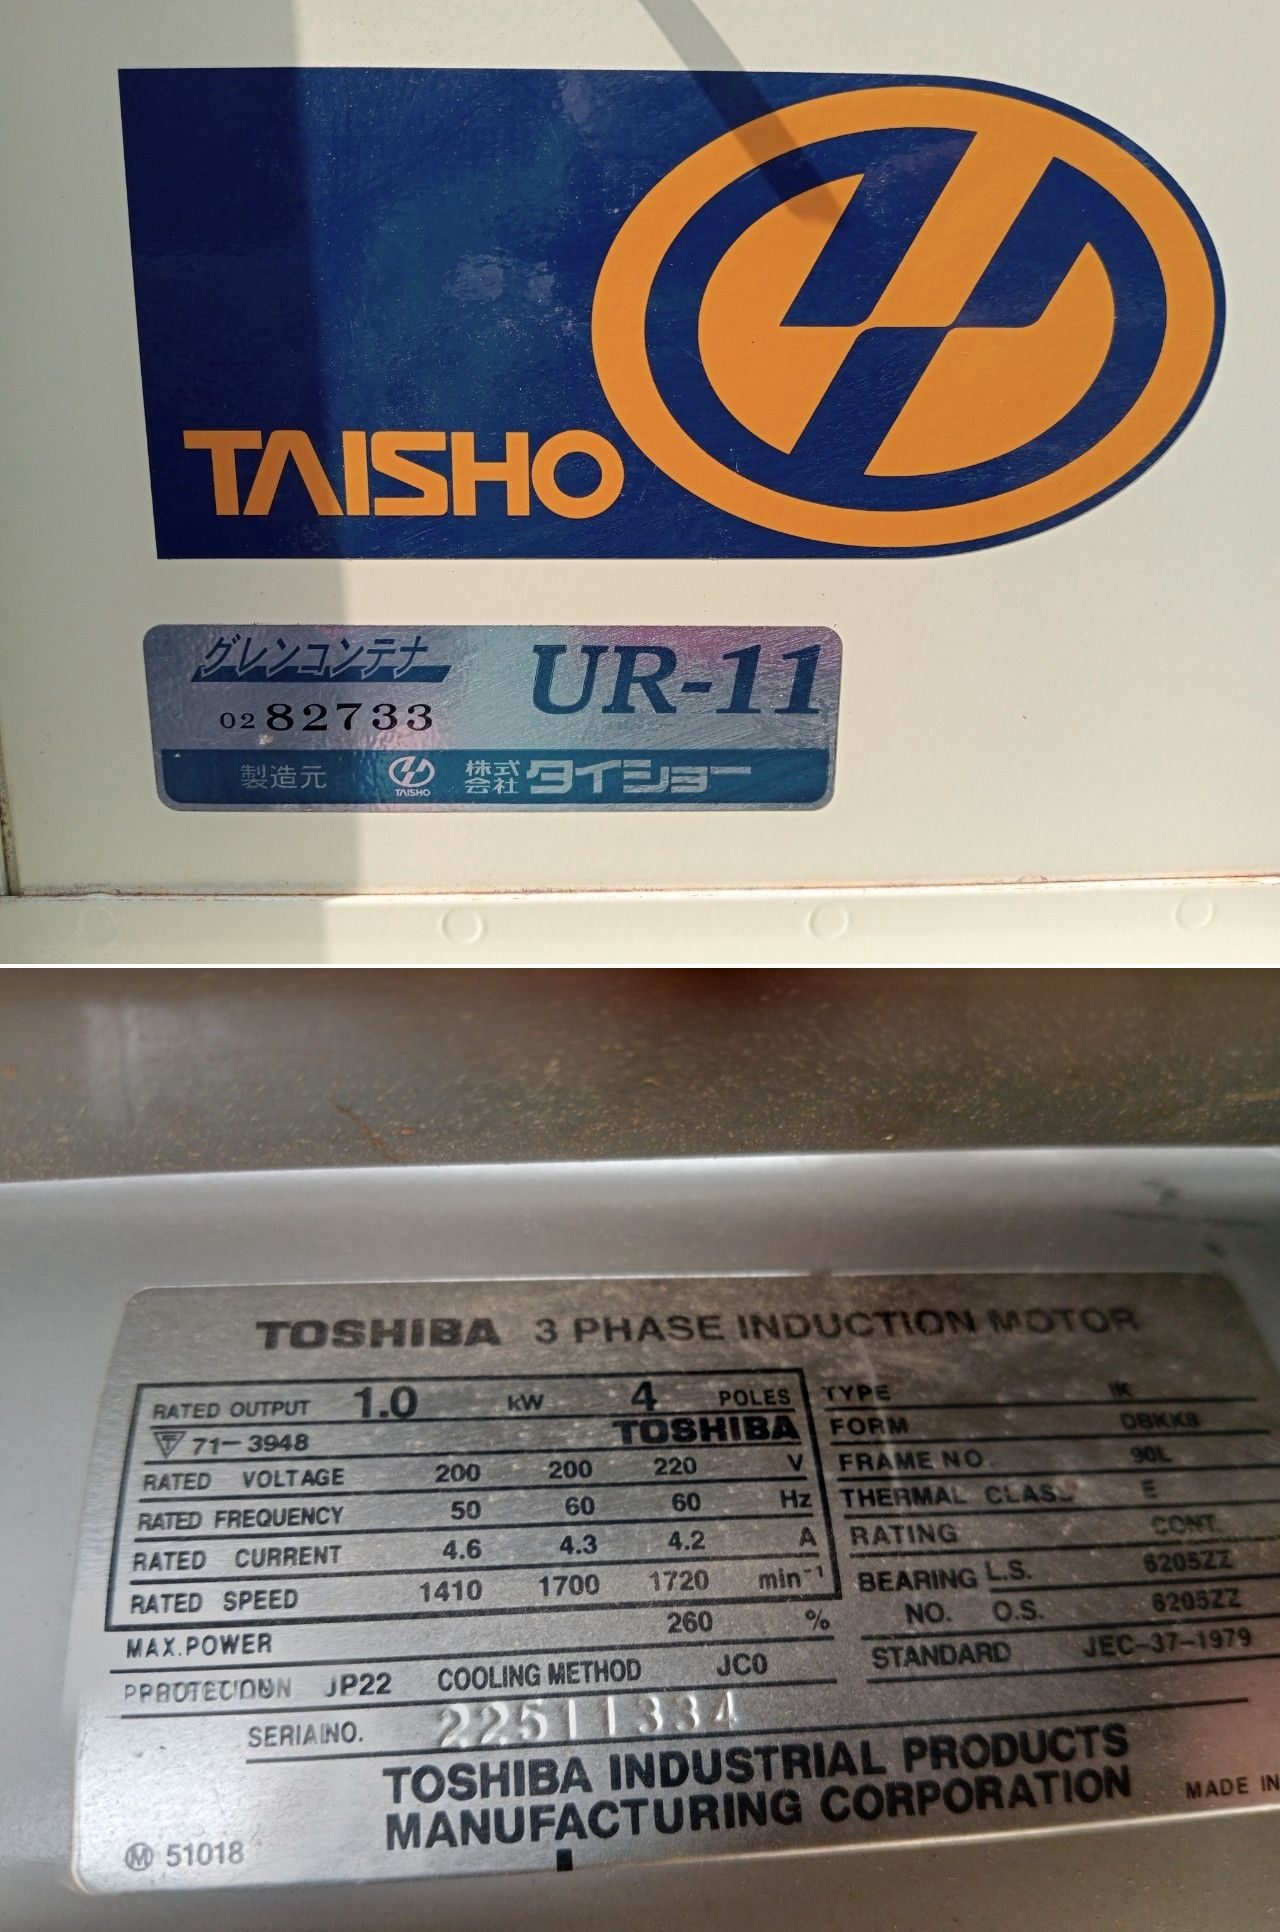 TAISHO
グレンコンテナ UR-11
02 82733
製造元 TAISHO 株式会社 タイショー
TOSHIBA 3 PHASE INDUCTION MOTOR
RATED OUTPUT 1.0 kW 4 POLES
71-3948 TOSHIBA
RATED VOLTAGE 200 200 220 V
RATED FREQUENCY 50 60 60 Hz
RATED CURRENT 4.6 4.3 4.2 A
RATED SPEED 1410 1700 1720 min⁻¹
MAX.POWER 260 %
JP22 COOLING METHOD JC0
NO. 22511334
TYPE IK
FORM DBKK8
FRAME NO. 90L
THERMAL CLASS E
RATING CONT.
BEARING L.S. 6205ZZ
NO. O.S. 6205ZZ
STANDARD JEC-37-1979
TOSHIBA INDUSTRIAL PRODUCTS
MANUFACTURING CORPORATION
MADE IN
M 51018